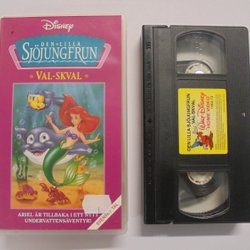 Disney
DEN LILLA
SJÖJUNGFRUN
• VAL-SKVAL •
ARIEL ÄR TILLBAKA I ETT NYTT
UNDERVATTENSÄVENTYR!
DEN LILLA SJÖJUNGFRUN
VAL-SKVAL
WALT DISNEY